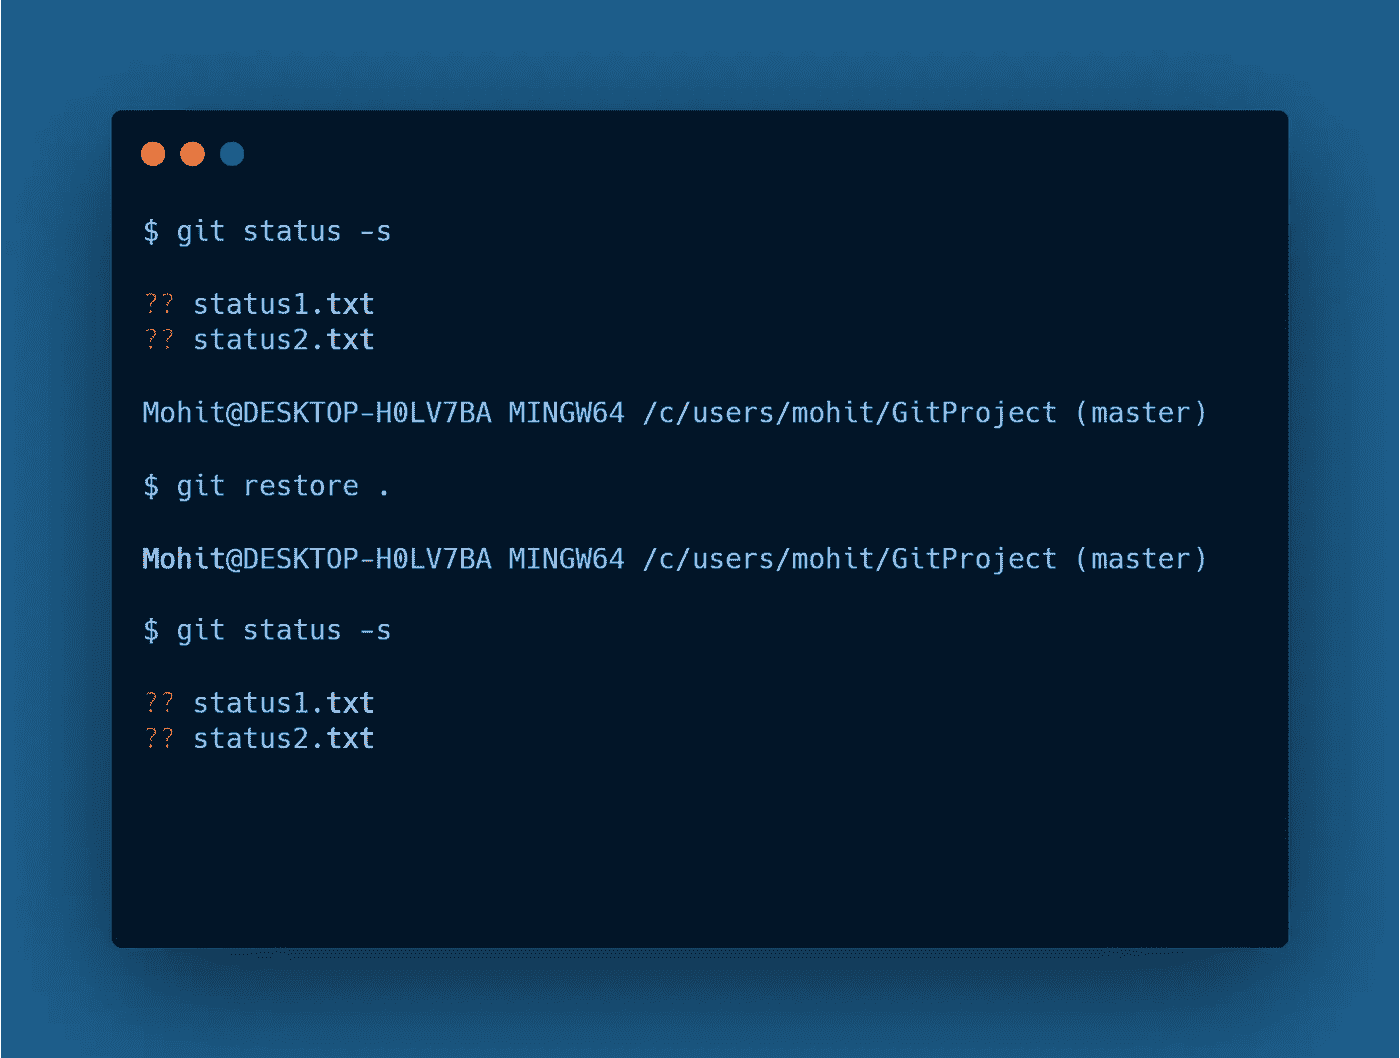 $ git status -s
?? status1.txt
?? status2.txt
Mohit@DESKTOP-H0LV7BA MINGW64 /c/users/mohit/GitProject (master)
$ git restore .
Mohit@DESKTOP-H0LV7BA MINGW64 /c/users/mohit/GitProject (master)
$ git status -s
?? status1.txt
?? status2.txt